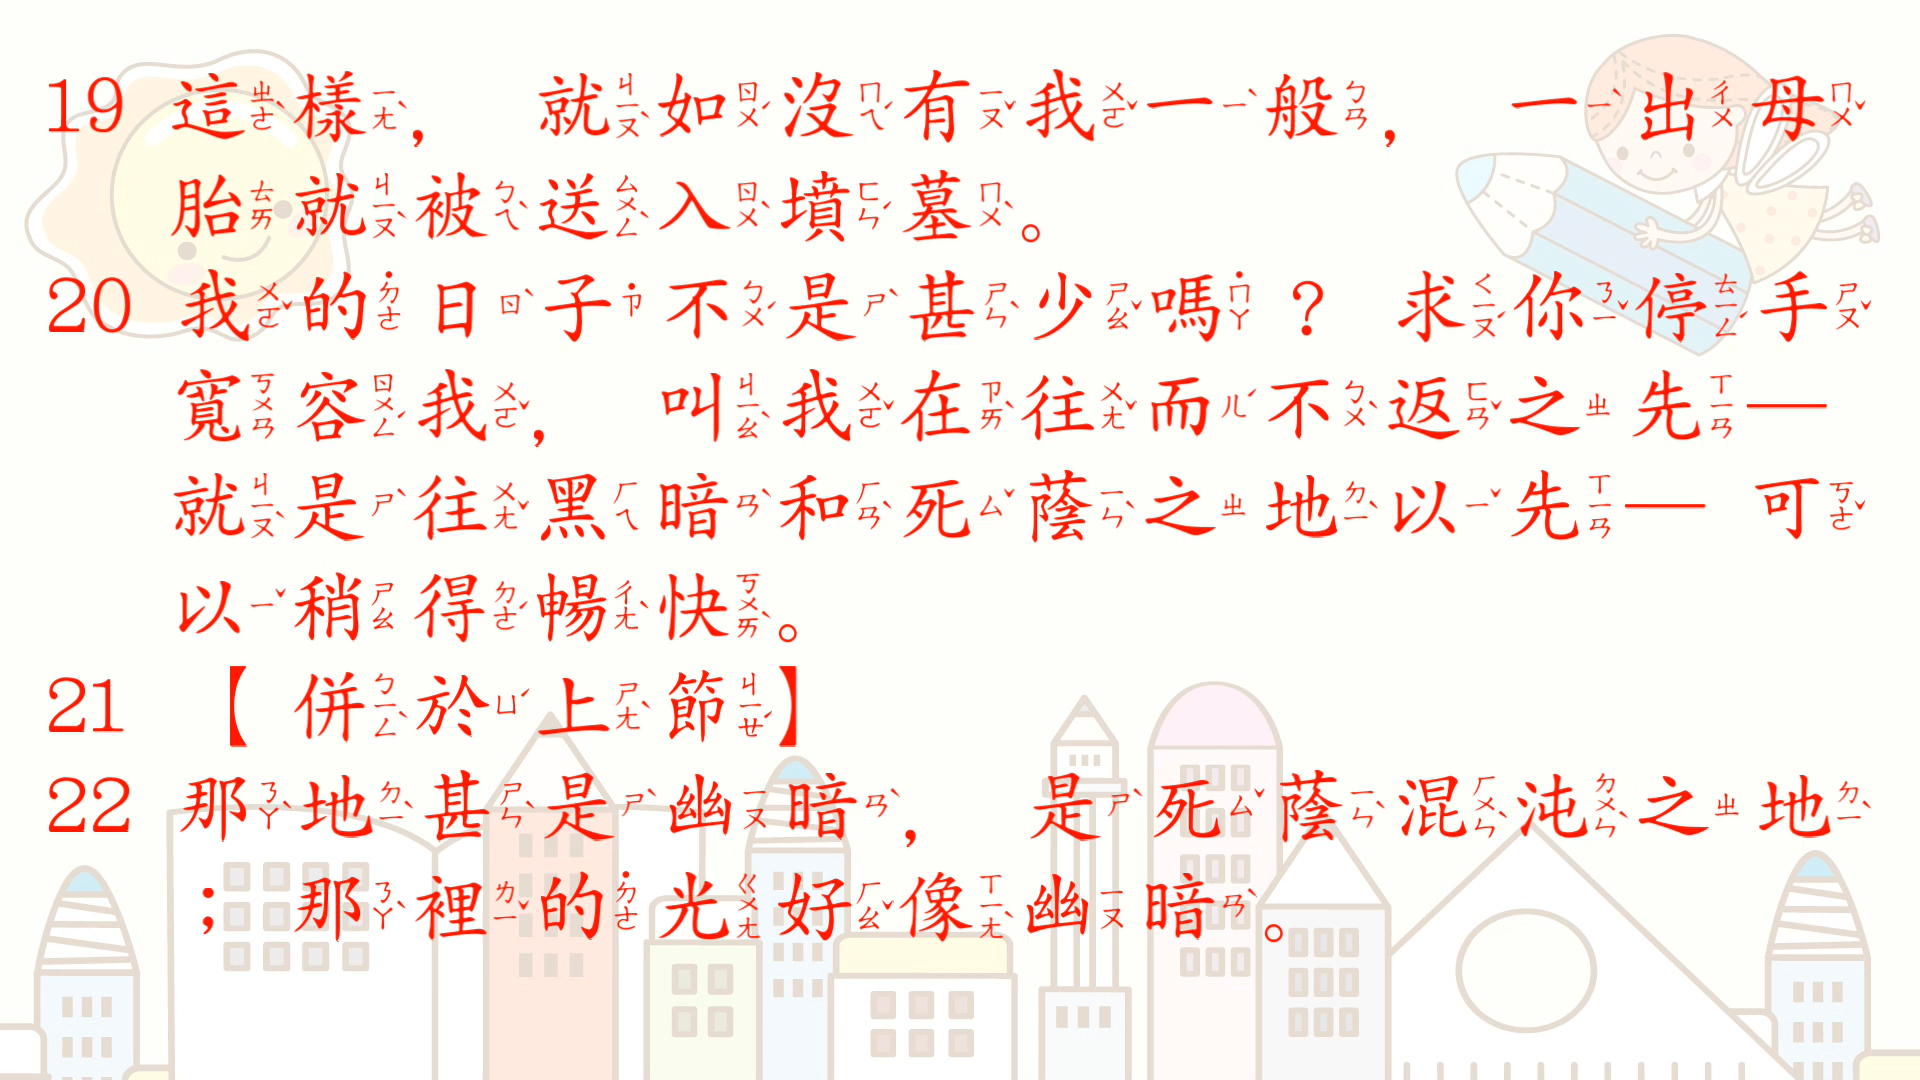 19 這樣， 就如沒有我一般， 一出母
胎就被送入墳墓。
20 我的日子不是甚少嗎？ 求你停手
寬容我， 叫我在往而不返之先—
就是往黑暗和死蔭之地以先— 可
以稍得暢快。
21 【併於上節】
22 那地甚是幽暗， 是死蔭混沌之地
；那裡的光好像幽暗。